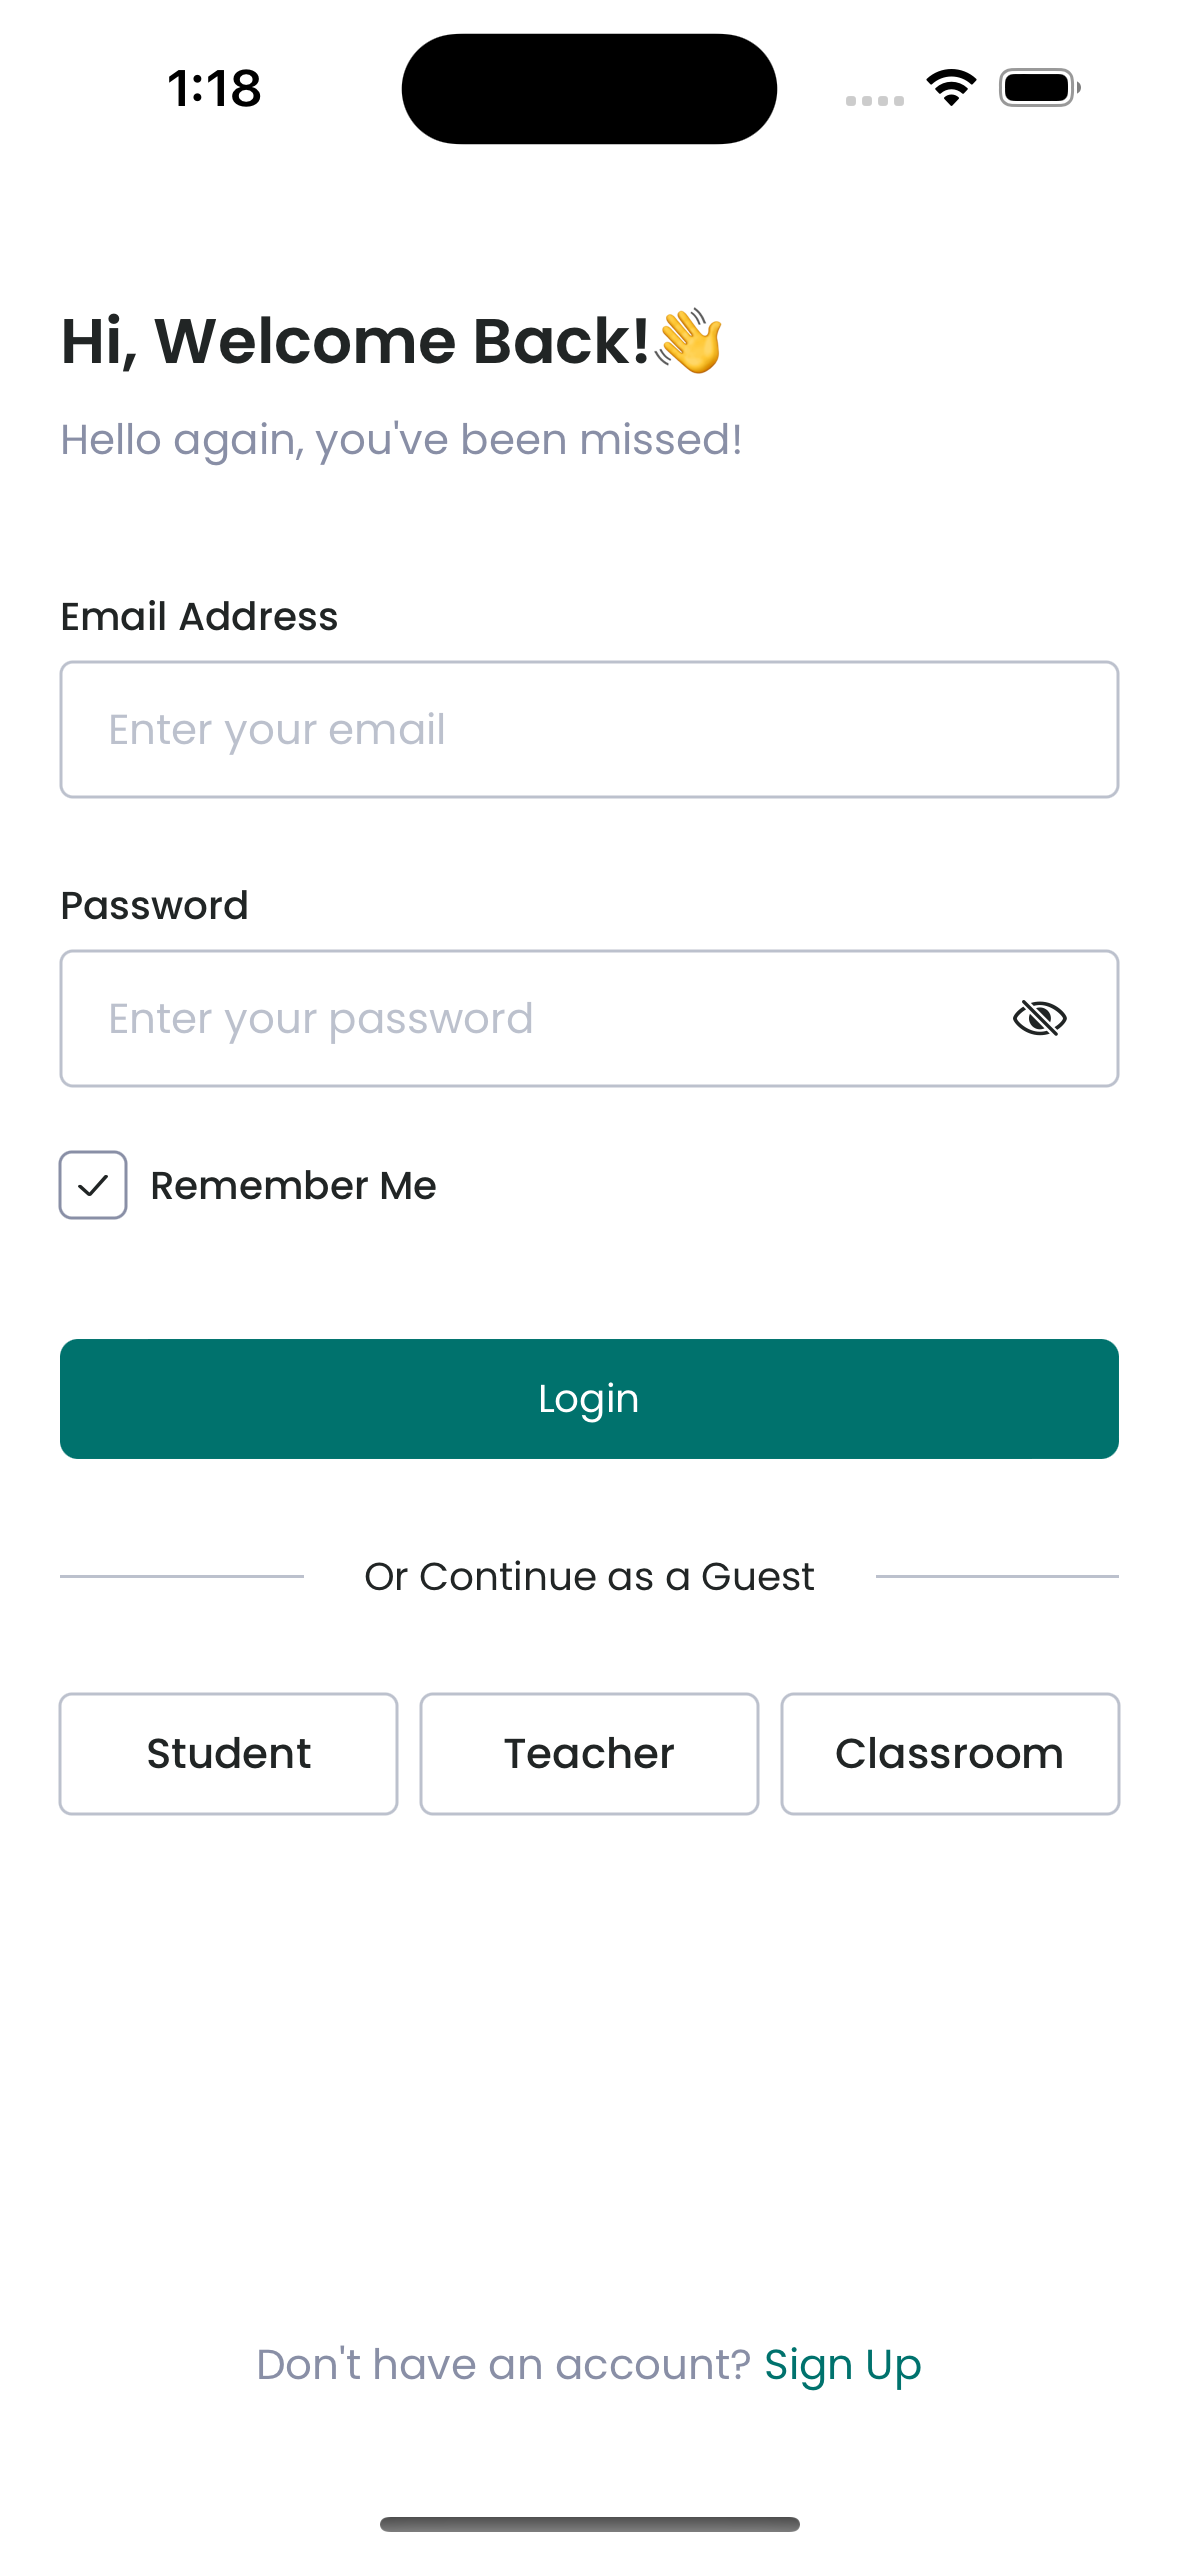 1:18
Hi, Welcome Back!👋
Hello again, you've been missed!
Email Address
Enter your email
Password
Enter your password
Remember Me
Login
Or Continue as a Guest
Student
Teacher
Classroom
Don't have an account? Sign Up